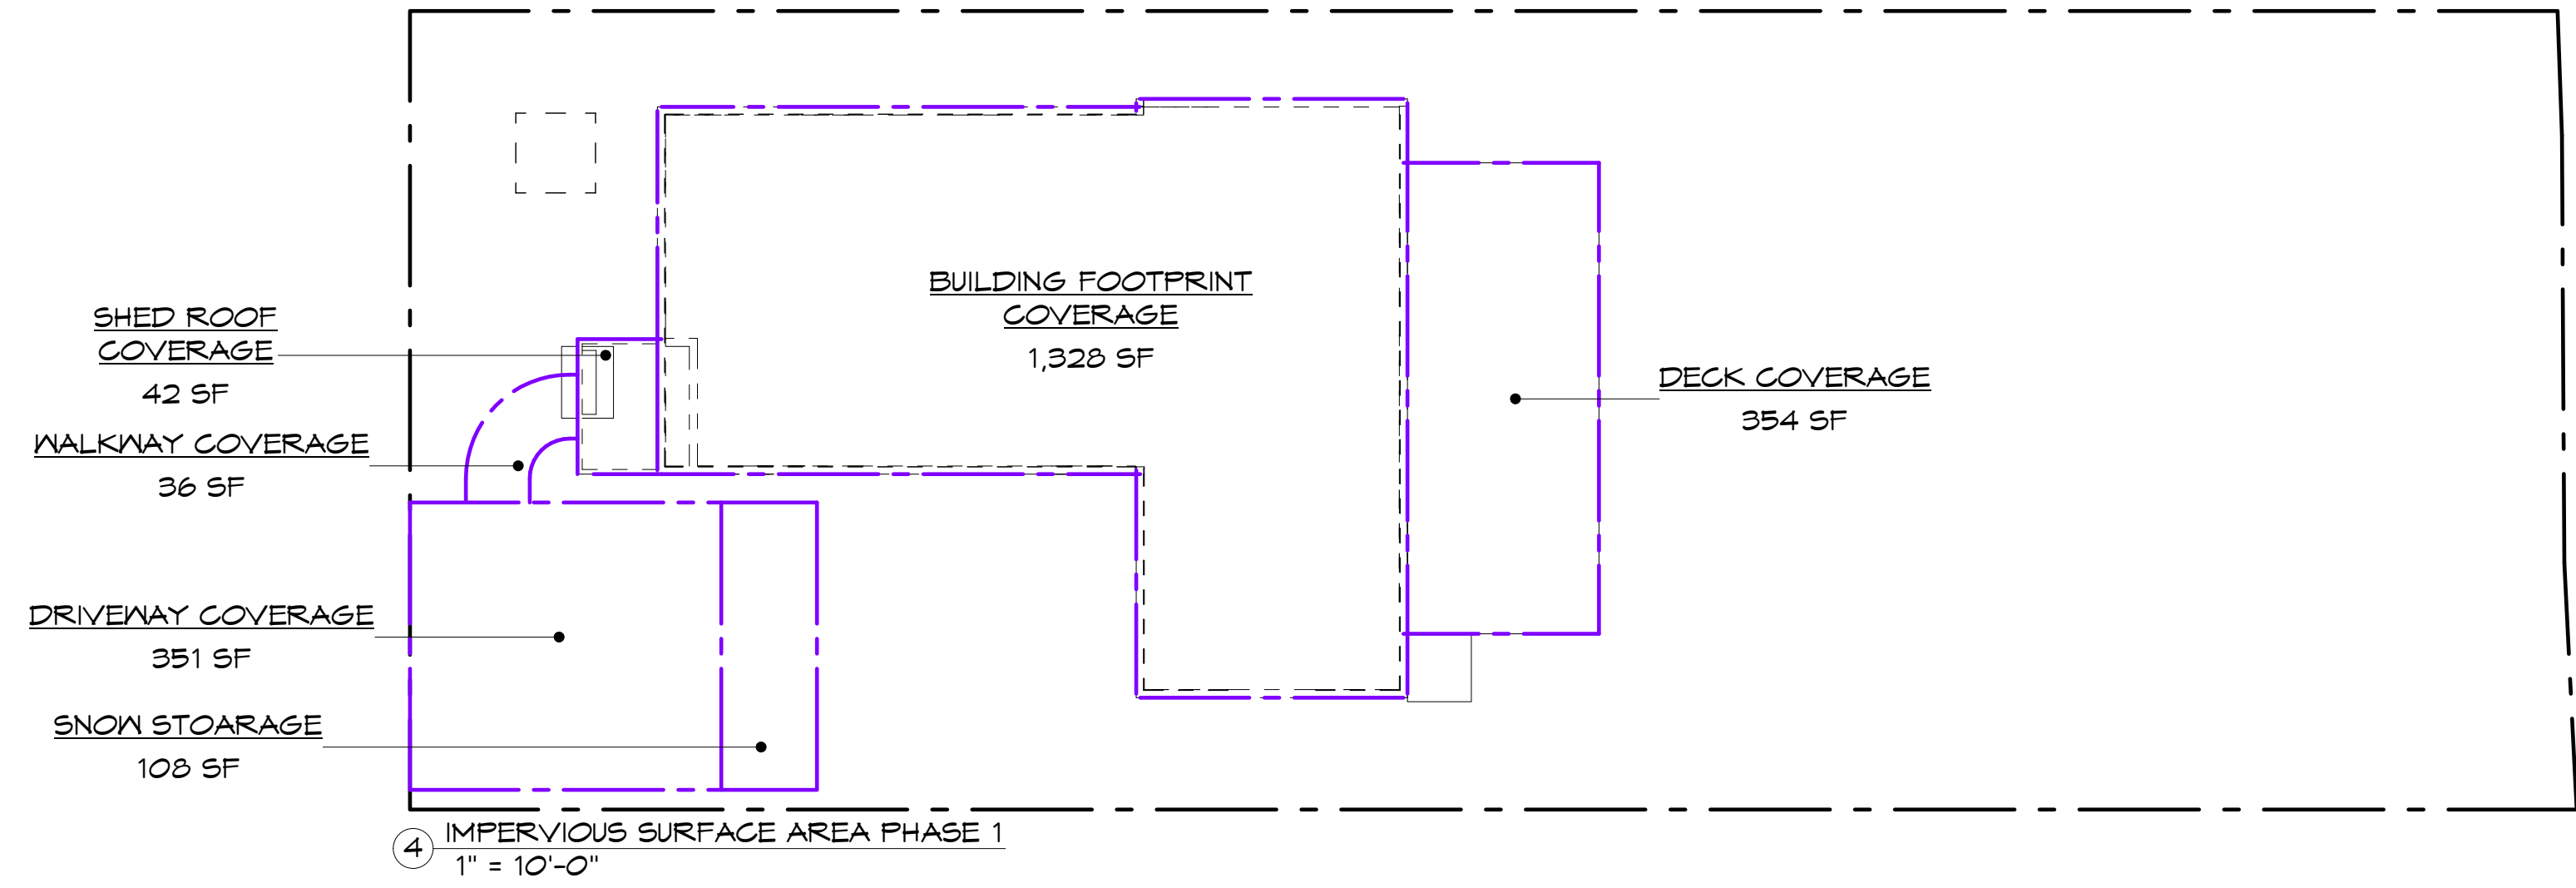 SHED ROOF
COVERAGE
42 SF
WALKWAY COVERAGE
36 SF
DRIVEWAY COVERAGE
351 SF
SNOW STOARAGE
108 SF
BUILDING FOOTPRINT
COVERAGE
1,328 SF
DECK COVERAGE
354 SF
4 IMPERVIOUS SURFACE AREA PHASE 1
1" = 10'-0"